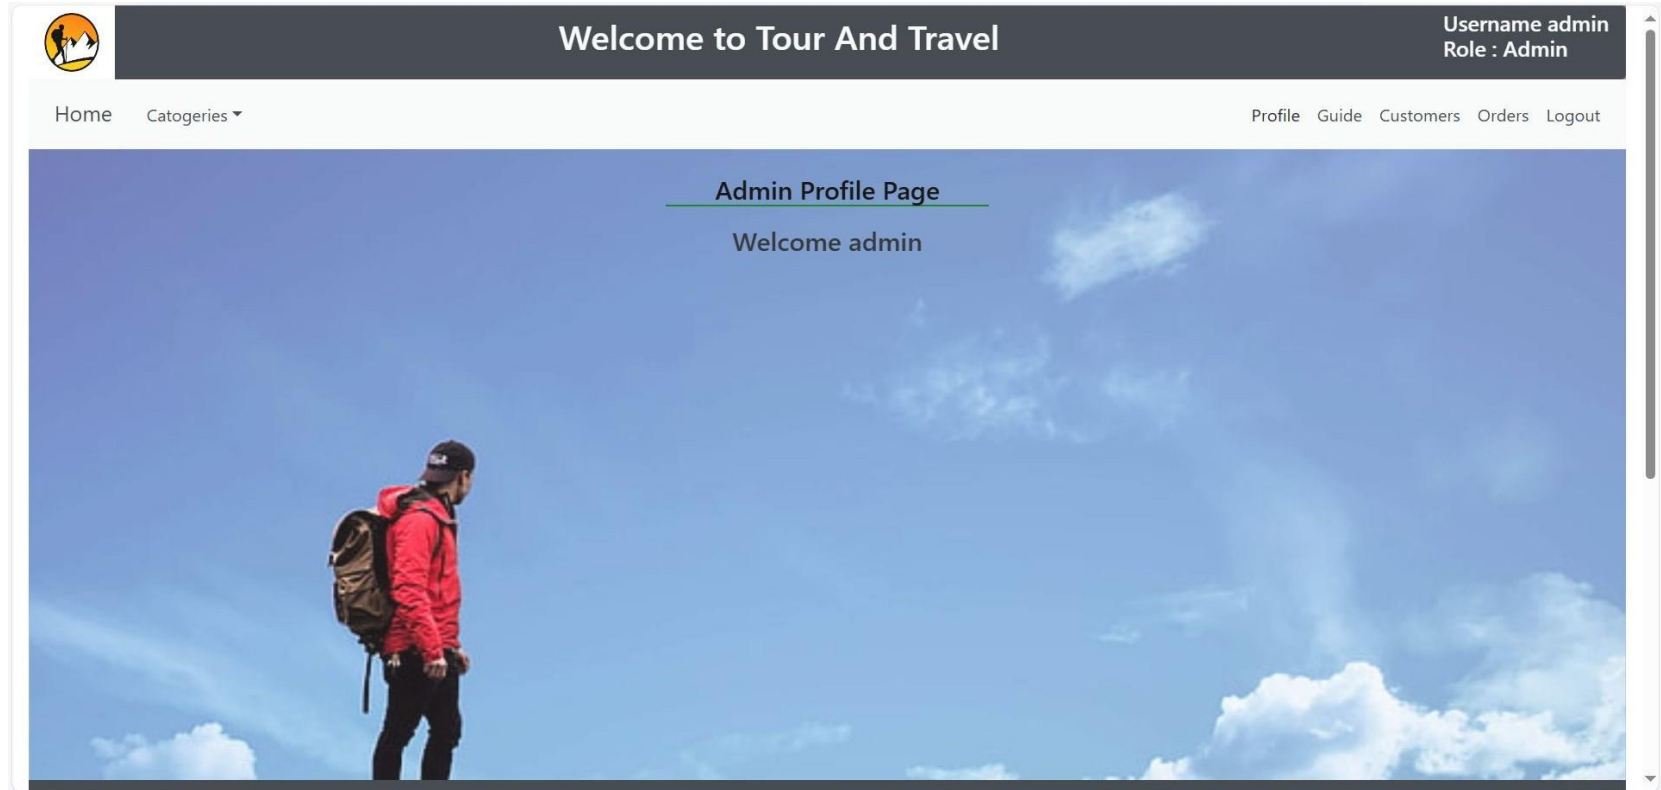 Welcome to Tour And Travel
Username admin
Role : Admin
Home Catogeries Profile Guide Customers Orders Logout
Admin Profile Page
Welcome admin